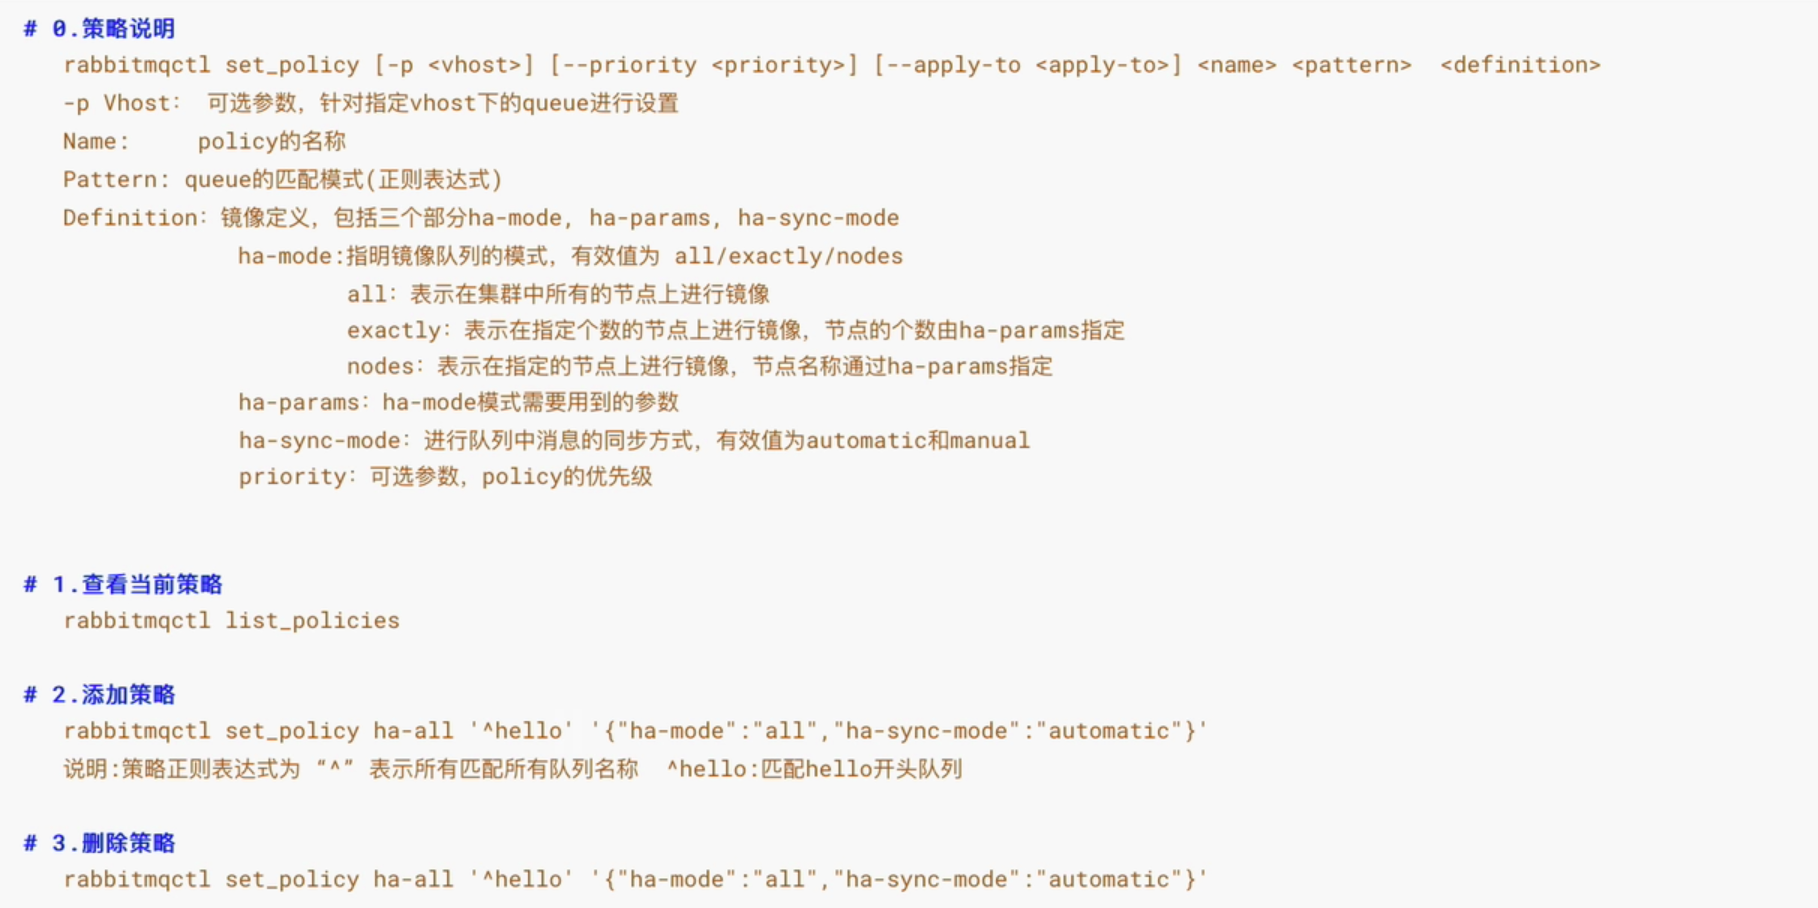 # 0.策略说明
rabbitmqctl set_policy [-p <vhost>] [--priority <priority>] [--apply-to <apply-to>] <name> <pattern>  <definition>
-p Vhost： 可选参数，针对指定vhost下的queue进行设置
Name:     policy的名称
Pattern: queue的匹配模式(正则表达式)
Definition：镜像定义，包括三个部分ha-mode, ha-params, ha-sync-mode
ha-mode:指明镜像队列的模式，有效值为 all/exactly/nodes
all：表示在集群中所有的节点上进行镜像
exactly：表示在指定个数的节点上进行镜像，节点的个数由ha-params指定
nodes：表示在指定的节点上进行镜像，节点名称通过ha-params指定
ha-params：ha-mode模式需要用到的参数
ha-sync-mode：进行队列中消息的同步方式，有效值为automatic和manual
priority：可选参数，policy的优先级
# 1.查看当前策略
rabbitmqctl list_policies
# 2.添加策略
rabbitmqctl set_policy ha-all '^hello' '{"ha-mode":"all","ha-sync-mode":"automatic"}'
说明:策略正则表达式为 “^” 表示所有匹配所有队列名称  ^hello:匹配hello开头队列
# 3.删除策略
rabbitmqctl set_policy ha-all '^hello' '{"ha-mode":"all","ha-sync-mode":"automatic"}'